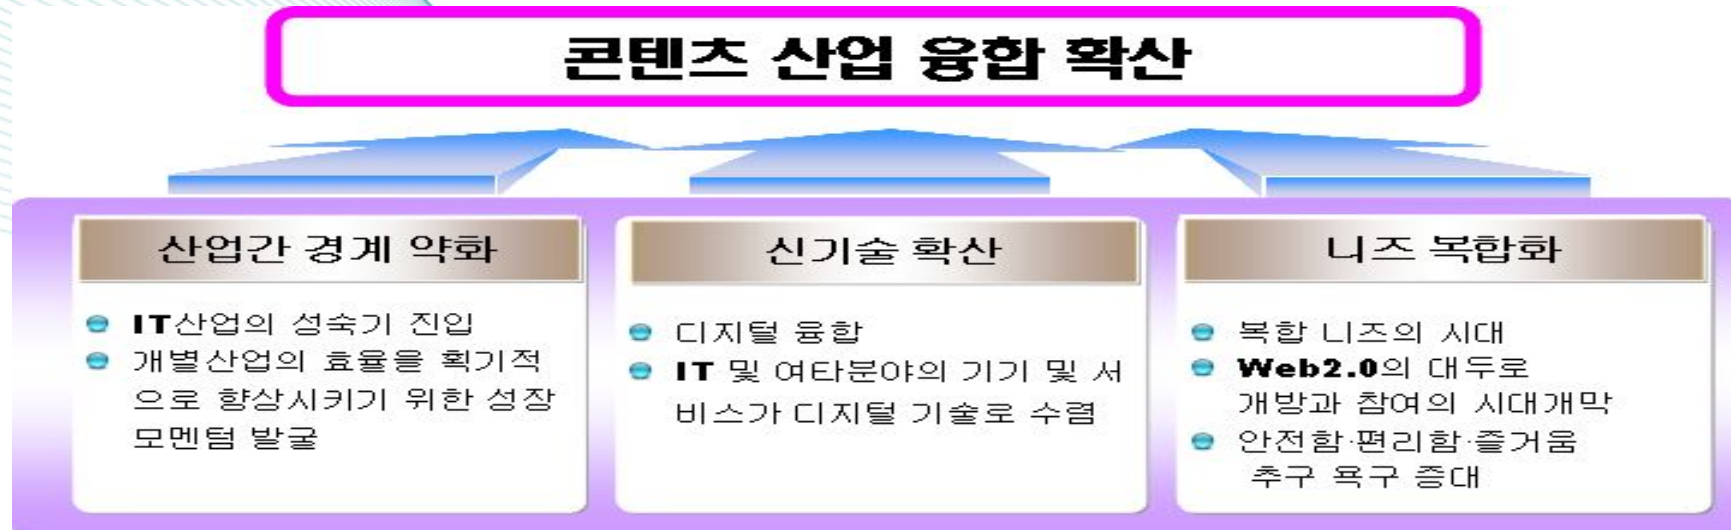 콘텐츠 산업 융합 확산
산업간 경계 약화
IT산업의 성숙기 진입
개별산업의 효율을 획기적
으로 향상시키기 위한 성장
모멘텀 발굴
신기술 확산
디지털 융합
IT 및 여타분야의 기기 및 서
비스가 디지털 기술로 수렴
니즈 복합화
복합 니즈의 시대
Web2.0의 대두로
개방과 참여의 시대개막
안전함·편리함·즐거움
추구 욕구 증대